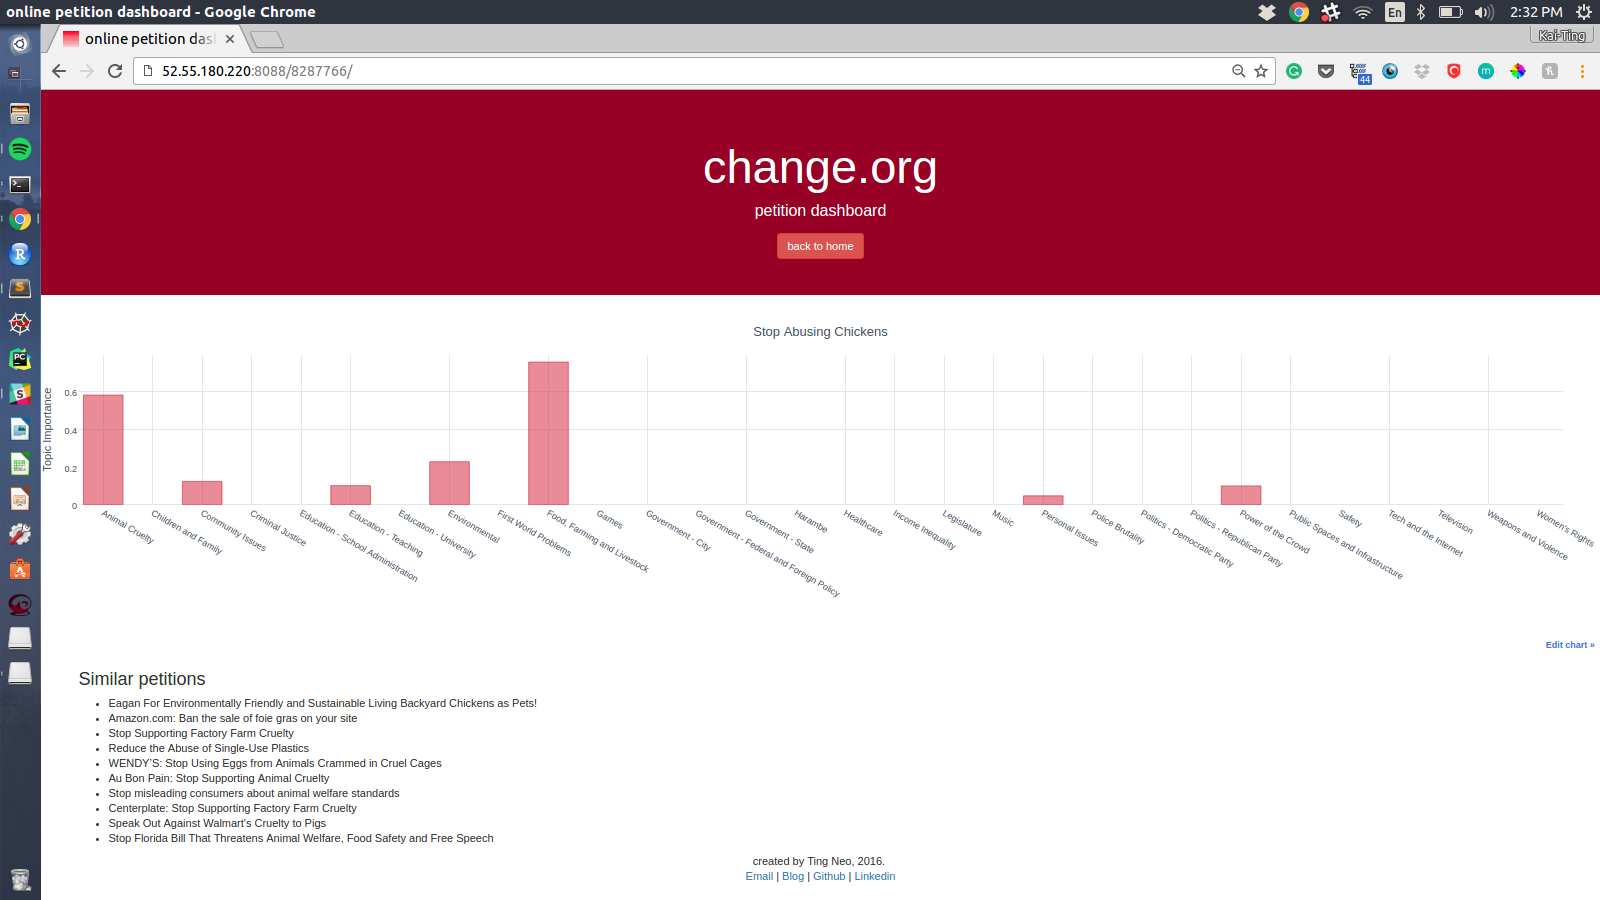 online petition dashboard - Google Chrome
En
2:32 PM
online petition das
Kai-Ting
52.55.180.220:8088/8287766/
44
change.org
petition dashboard
back to home
Stop Abusing Chickens
Topic Importance
0.6
0.4
0.2
0
Animal Cruelty
Children and Family
Community Issues
Criminal Justice
Education - School Administration
Education - Teaching
Education - University
Environmental
First World Problems
Food, Farming and Livestock
Games
Government - City
Government - Federal and Foreign Policy
Government - State
Harambe
Healthcare
Income Inequality
Legislature
Music
Personal Issues
Police Brutality
Politics - Democratic Party
Politics - Republican Party
Power of the Crowd
Public Spaces and Infrastructure
Safety
Tech and the Internet
Television
Weapons and Violence
Women's Rights
Edit chart »
Similar petitions
Eagan For Environmentally Friendly and Sustainable Living Backyard Chickens as Pets!
Amazon.com: Ban the sale of foie gras on your site
Stop Supporting Factory Farm Cruelty
Reduce the Abuse of Single-Use Plastics
WENDY'S: Stop Using Eggs from Animals Crammed in Cruel Cages
Au Bon Pain: Stop Supporting Animal Cruelty
Stop misleading consumers about animal welfare standards
Centerplate: Stop Supporting Factory Farm Cruelty
Speak Out Against Walmart's Cruelty to Pigs
Stop Florida Bill That Threatens Animal Welfare, Food Safety and Free Speech
created by Ting Neo, 2016.
Email | Blog | Github | Linkedin